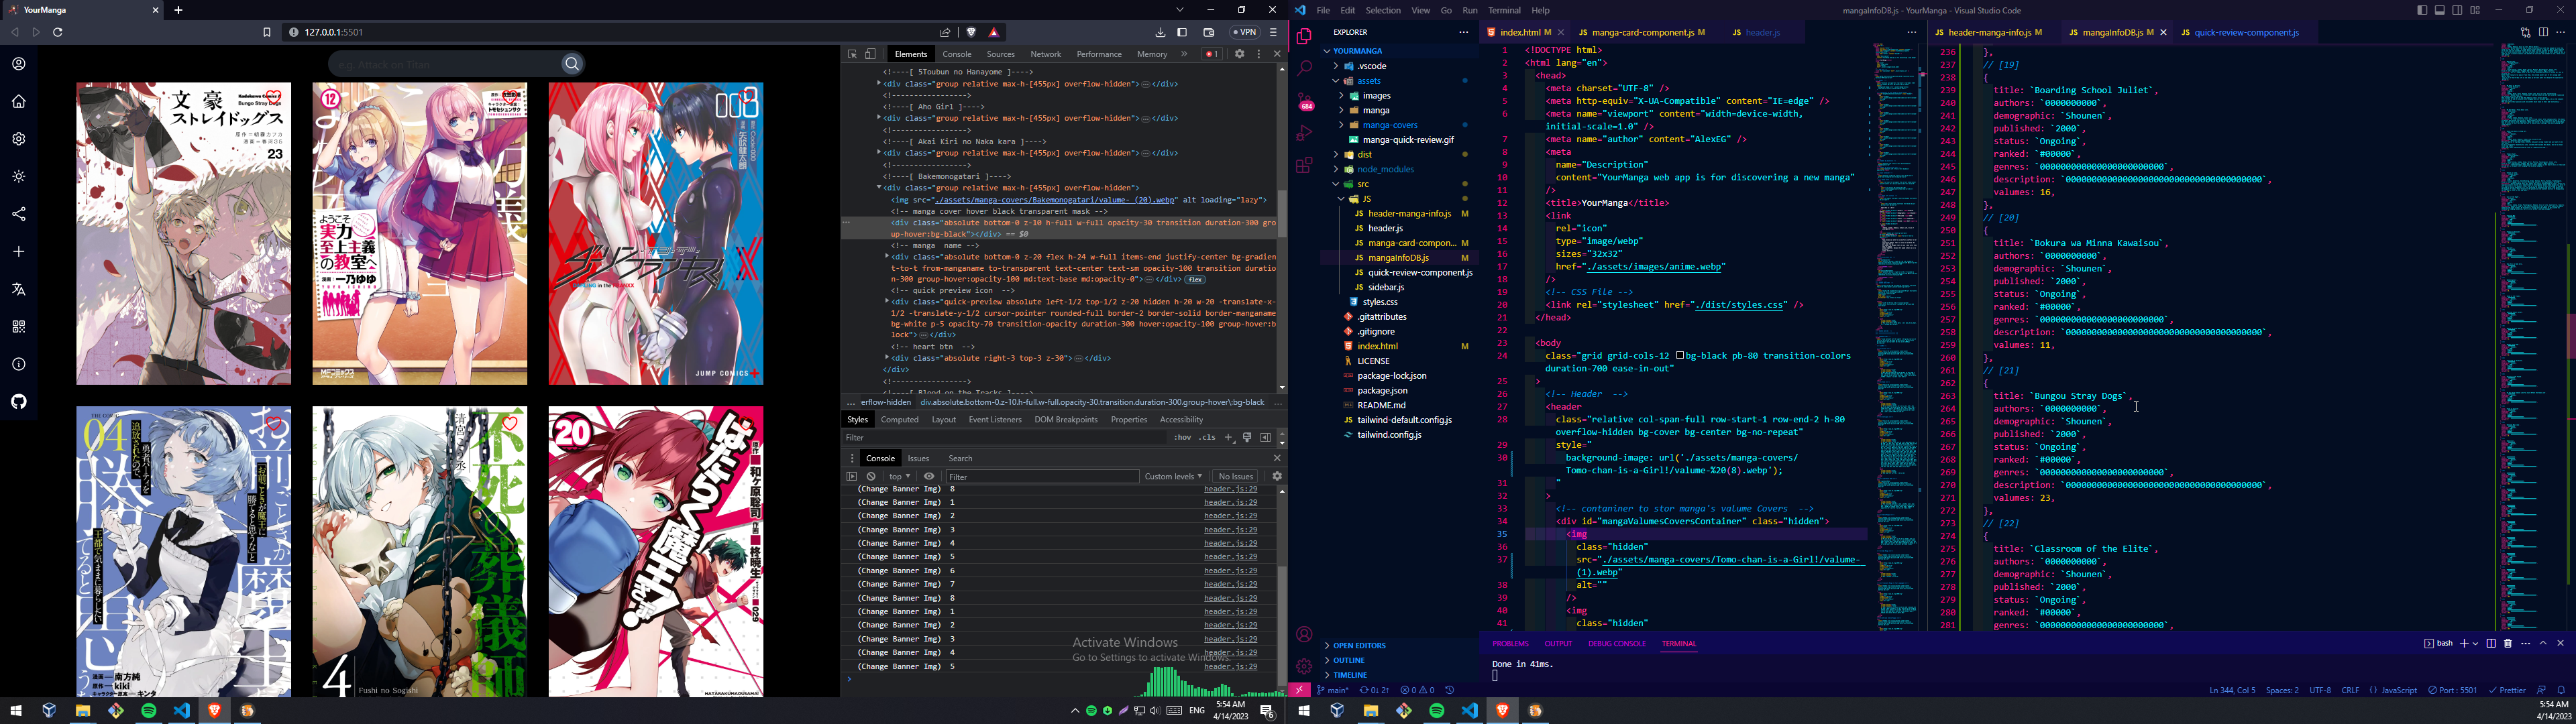 YourManga
127.0.0.1:5501
VPN
e.g. Attack on Titan
文豪
ストレイドッグス
Bungo Stray Dogs
23
12
ようこそ
実力
至上主義
の教室へ
MFコミックス
003
JUMP COMICS
04
4
Fushi no Sogishi
不死の葬儀師
20
はたらく魔王さま!
029
kiki
Elements
Console
Sources
Network
Performance
Memory
1
<!----[ 5Toubun no Hanayome ]---->
<div class="group relative max-h-[455px] overflow-hidden">…</div>
<!---------------->
<!----[ Aho Girl ]---->
<div class="group relative max-h-[455px] overflow-hidden">…</div>
<!---------------->
<!----[ Akai Kiri no Naka kara ]---->
<div class="group relative max-h-[455px] overflow-hidden">…</div>
<!---------------->
<!----[ Bakemonogatari ]---->
<div class="group relative max-h-[455px] overflow-hidden">
<img src="./assets/manga-covers/Bakemonogatari/valume- (20).webp" alt loading="lazy">
<!-- manga cover hover black transparent mask -->
<div class="absolute bottom-0 z-10 h-full w-full opacity-30 transition duration-300 gro
up-hover:bg-black"></div> == $0
<!-- manga  name -->
<div class="absolute bottom-0 z-20 flex h-24 w-full items-end justify-center bg-gradien
t-to-t from-manganame to-transparent text-center text-sm opacity-100 transition durati
on-300 group-hover:opacity-100 md:text-base md:opacity-0">…</div> flex
<!-- quick preview icon  -->
<div class="quick-preview absolute left-1/2 top-1/2 z-20 hidden h-20 w-20 -translate-x-
1/2 -translate-y-1/2 cursor-pointer rounded-full border-2 border-solid border-manganame
bg-white p-5 opacity-70 transition-opacity duration-300 hover:opacity-100 group-hover:b
lock">…</div>
<!-- heart btn  -->
<div class="absolute right-3 top-3 z-30">…</div>
</div>
<!---------------->
… erflow-hidden div.absolute.bottom-0.z-10.h-full.w-full.opacity-30.transition.duration-300.group-hover\:bg-black …
Styles
Computed
Layout
Event Listeners
DOM Breakpoints
Properties
Accessibility
Filter
:hov .cls
Console
Issues
Search
top
Filter
Custom levels
No Issues
(Change Banner Img) 8 header.js:29
(Change Banner Img) 1 header.js:29
(Change Banner Img) 2 header.js:29
(Change Banner Img) 3 header.js:29
(Change Banner Img) 4 header.js:29
(Change Banner Img) 5 header.js:29
(Change Banner Img) 6 header.js:29
(Change Banner Img) 7 header.js:29
(Change Banner Img) 8 header.js:29
(Change Banner Img) 1 header.js:29
(Change Banner Img) 2 header.js:29
(Change Banner Img) 3 header.js:29
(Change Banner Img) 4 header.js:29
(Change Banner Img) 5 header.js:29
Activate Windows
Go to Settings to activate Windows.
ENG
5:54 AM
4/14/2023
6
File Edit Selection View Go Run Terminal Help
mangaInfoDB.js - YourManga - Visual Studio Code
684
EXPLORER
YOURMANGA
.vscode
assets
images
manga
manga-covers
manga-quick-review.gif
dist
node_modules
src
JS
header-manga-info.js M
header.js
manga-card-compon... M
mangaInfoDB.js M
quick-review-component.js
sidebar.js
styles.css
.gitattributes
.gitignore
index.html M
LICENSE
package-lock.json
package.json
README.md
tailwind-default.config.js
tailwind.config.js
OPEN EDITORS
OUTLINE
TIMELINE
index.html M
manga-card-component.js M
header.js
1 <!DOCTYPE html>
2 <html lang="en">
3 <head>
4 <meta charset="UTF-8" />
5 <meta http-equiv="X-UA-Compatible" content="IE=edge" />
6 <meta name="viewport" content="width=device-width,
initial-scale=1.0" />
7 <meta name="author" content="AlexEG" />
8 <meta
9 name="Description"
10 content="YourManga web app is for discovering a new manga"
11 />
12 <title>YourManga</title>
13 <link
14 rel="icon"
15 type="image/webp"
16 sizes="32x32"
17 href="./assets/images/anime.webp"
18 />
19 <!-- CSS File -->
20 <link rel="stylesheet" href="./dist/styles.css" />
21 </head>
22
23 <body
24 class="grid grid-cols-12 bg-black pb-80 transition-colors
duration-700 ease-in-out"
25 >
26 <!-- Header  -->
27 <header
28 class="relative col-span-full row-start-1 row-end-2 h-80
overflow-hidden bg-cover bg-center bg-no-repeat"
29 style="
30 background-image: url('./assets/manga-covers/
Tomo-chan-is-a-Girl!/valume-%20(8).webp');
31 "
32 >
33 <!-- contaniner to stor manga's valume Covers  -->
34 <div id="mangaValumesCoversContainer" class="hidden">
35 <img
36 class="hidden"
37 src="./assets/manga-covers/Tomo-chan-is-a-Girl!/valume-
(1).webp"
38 alt=""
39 />
40 <img
41 class="hidden"
header-manga-info.js M
mangaInfoDB.js M
quick-review-component.js
236 },
237 // [19]
238 {
239 title: `Boarding School Juliet`,
240 authors: `0000000000`,
241 demographic: `Shounen`,
242 published: `2000`,
243 status: `Ongoing`,
244 ranked: `#00000`,
245 genres: `000000000000000000000000`,
246 description: `000000000000000000000000000000000000000`,
247 valumes: 16,
248 },
249 // [20]
250 {
251 title: `Bokura wa Minna Kawaisou`,
252 authors: `0000000000`,
253 demographic: `Shounen`,
254 published: `2000`,
255 status: `Ongoing`,
256 ranked: `#00000`,
257 genres: `000000000000000000000000`,
258 description: `000000000000000000000000000000000000000`,
259 valumes: 11,
260 },
261 // [21]
262 {
263 title: `Bungou Stray Dogs`,
264 authors: `0000000000`,
265 demographic: `Shounen`,
266 published: `2000`,
267 status: `Ongoing`,
268 ranked: `#00000`,
269 genres: `000000000000000000000000`,
270 description: `000000000000000000000000000000000000000`,
271 valumes: 23,
272 },
273 // [22]
274 {
275 title: `Classroom of the Elite`,
276 authors: `0000000000`,
277 demographic: `Shounen`,
278 published: `2000`,
279 status: `Ongoing`,
280 ranked: `#00000`,
281 genres: `000000000000000000000000`,
PROBLEMS OUTPUT DEBUG CONSOLE TERMINAL
bash
Done in 41ms.
main* 0↓ 2↑ 0 0
Ln 344, Col 5 Spaces: 2 UTF-8 CRLF JavaScript Port : 5501 Prettier
5:54 AM
4/14/2023